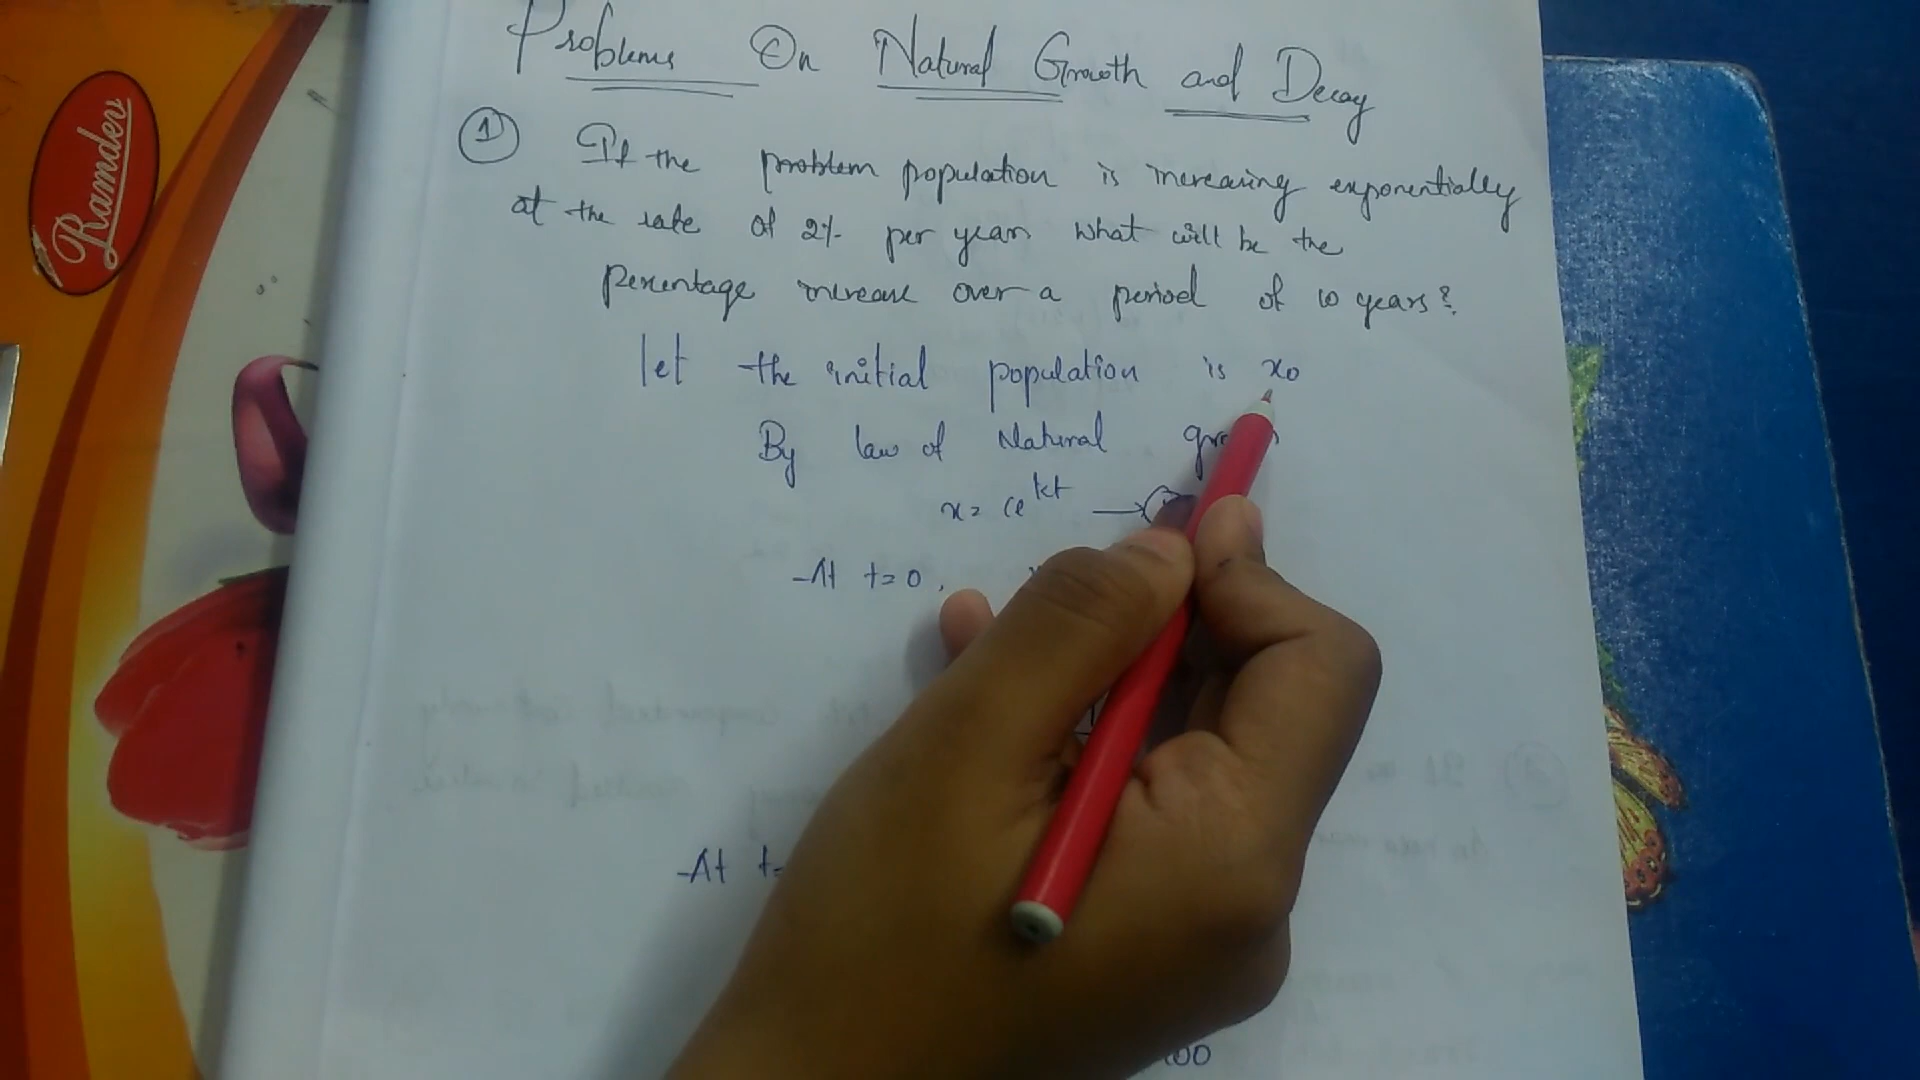 Ramder
Problems On Natural Growth and Decay
① If the problem population is increasing exponentially
at the rate of 2% per year what will be the
percentage increase over a period of 10 years?
let the initial population is x₀
By law of Natural
x = ce^kt →
At t=0,
At t=
100